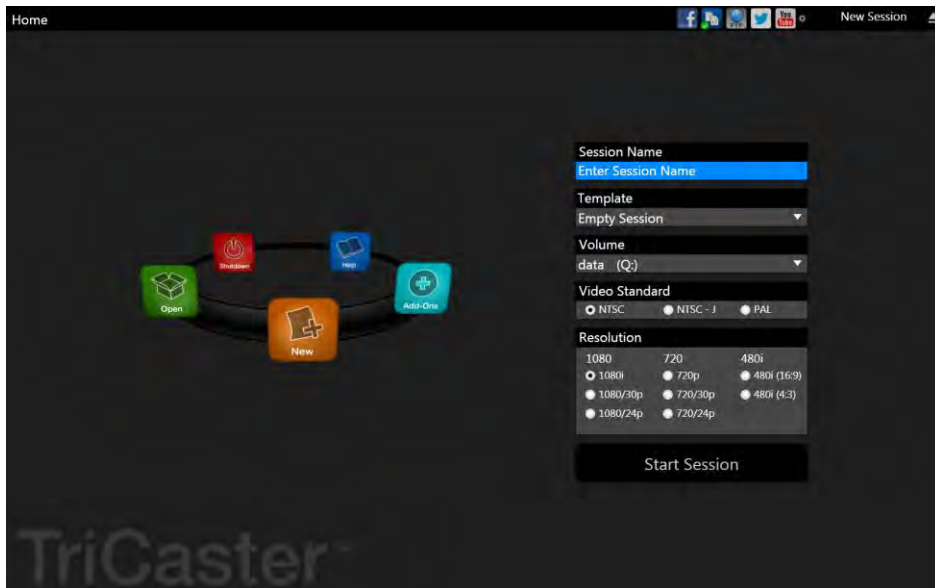 Home
New Session
Session Name
Enter Session Name
Template
Empty Session
Volume
data (Q:)
Video Standard
NTSC NTSC - J PAL
Resolution
1080 720 480i
1080i 720p 480i (16:9)
1080/30p 720/30p 480i (4:3)
1080/24p 720/24p
Start Session
Shutdown
Help
Open
Add-Ons
New
TriCaster
You
Tube